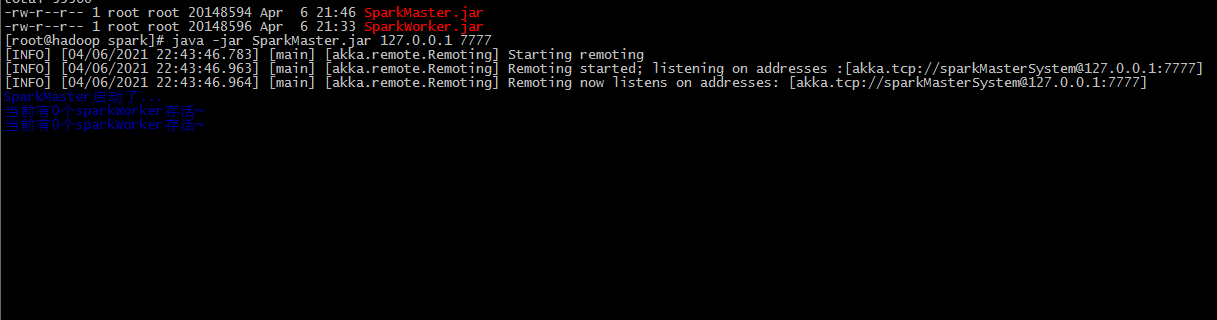 -rw-r--r-- 1 root root 20148594 Apr  6 21:46 SparkMaster.jar
-rw-r--r-- 1 root root 20148596 Apr  6 21:33 SparkWorker.jar
[root@hadoop spark]# java -jar SparkMaster.jar 127.0.0.1 7777
[INFO] [04/06/2021 22:43:46.783] [main] [akka.remote.Remoting] Starting remoting
[INFO] [04/06/2021 22:43:46.963] [main] [akka.remote.Remoting] Remoting started; listening on addresses :[akka.tcp://sparkMasterSystem@127.0.0.1:7777]
[INFO] [04/06/2021 22:43:46.964] [main] [akka.remote.Remoting] Remoting now listens on addresses: [akka.tcp://sparkMasterSystem@127.0.0.1:7777]
SparkMaster启动了...
当前有0个sparkWorker存活~
当前有0个sparkWorker存活~